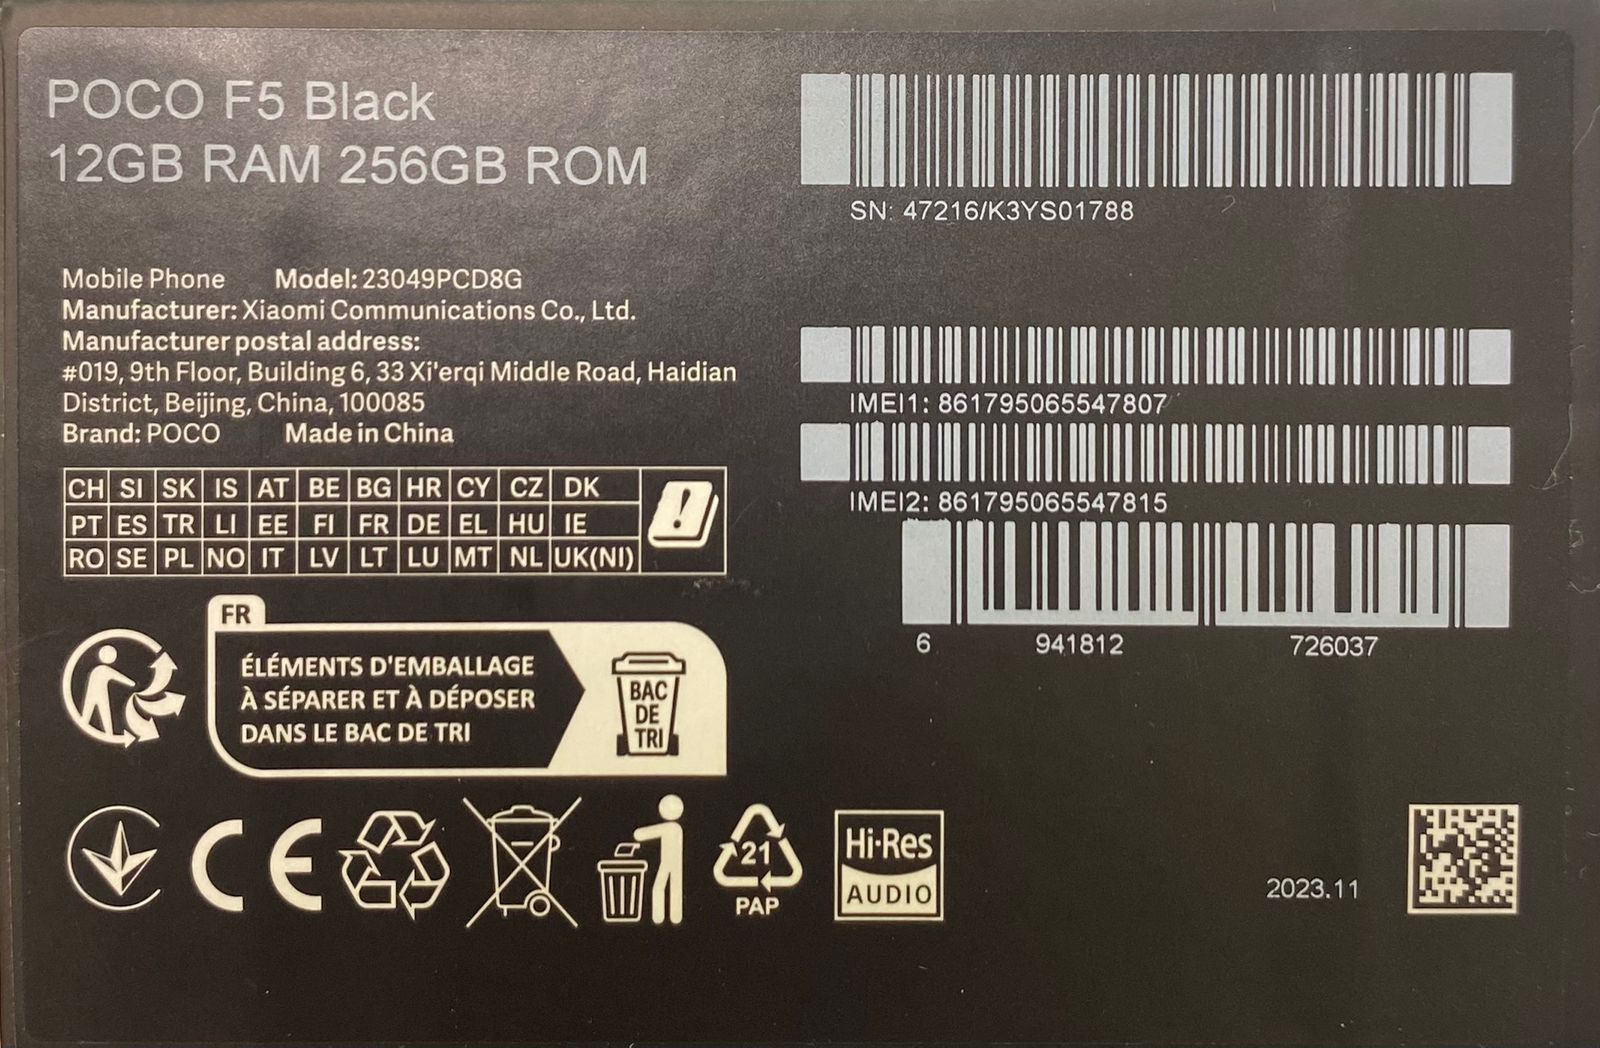 POCO F5 Black
12GB RAM 256GB ROM
SN: 47216/K3YS01788
Mobile Phone Model: 23049PCD8G
Manufacturer: Xiaomi Communications Co., Ltd.
Manufacturer postal address:
#019, 9th Floor, Building 6, 33 Xi'erqi Middle Road, Haidian
District, Beijing, China, 100085
Brand: POCO Made in China
IMEI1: 861795065547807
IMEI2: 861795065547815
6 941812 726037
CH SI SK IS AT BE BG HR CY CZ DK
PT ES TR LI EE FI FR DE EL HU IE
RO SE PL NO IT LV LT LU MT NL UK(NI)
FR
ÉLÉMENTS D'EMBALLAGE
À SÉPARER ET À DÉPOSER
DANS LE BAC DE TRI
BAC
DE
TRI
CE
21
PAP
Hi-Res
AUDIO
2023.11